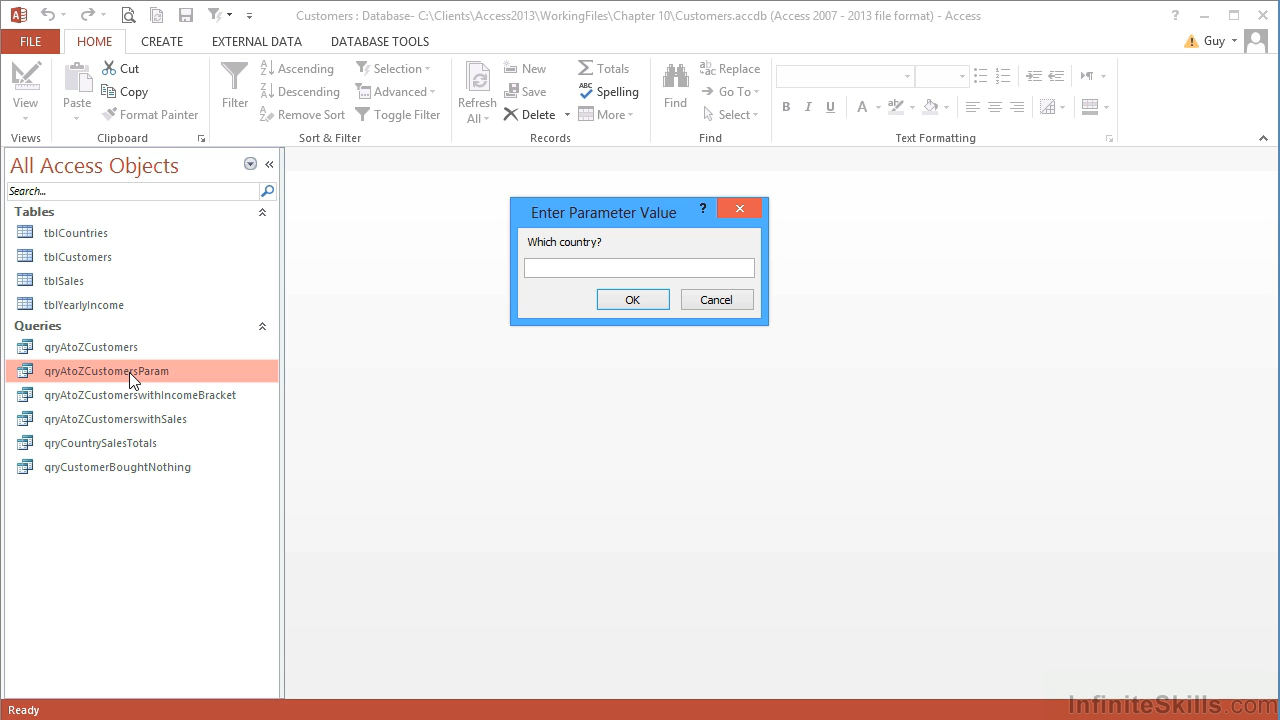 Customers : Database- C:\Clients\Access2013\WorkingFiles\Chapter 10\Customers.accdb (Access 2007 - 2013 file format) - Access
FILE HOME CREATE EXTERNAL DATA DATABASE TOOLS Guy
View
Views
Paste
Cut
Copy
Format Painter
Clipboard
Filter
Ascending
Descending
Selection
Advanced
Toggle Filter
Sort & Filter
Refresh
All
New
Save
Totals
Spelling
More
Records
Find
Replace
Go To
Select
Find
B I U A
Text Formatting
All Access Objects
Search...
Tables
tblCountries
tblCustomers
tblSales
tblYearlyIncome
Queries
qryAtoZCustomers
qryAtoZCustomersParam
qryAtoZCustomerswithIncomeBracket
qryAtoZCustomerswithSales
qryCountrySalesTotals
qryCustomerBoughtNothing
Enter Parameter Value
Which country?
OK Cancel
Ready
InfiniteSkills.com